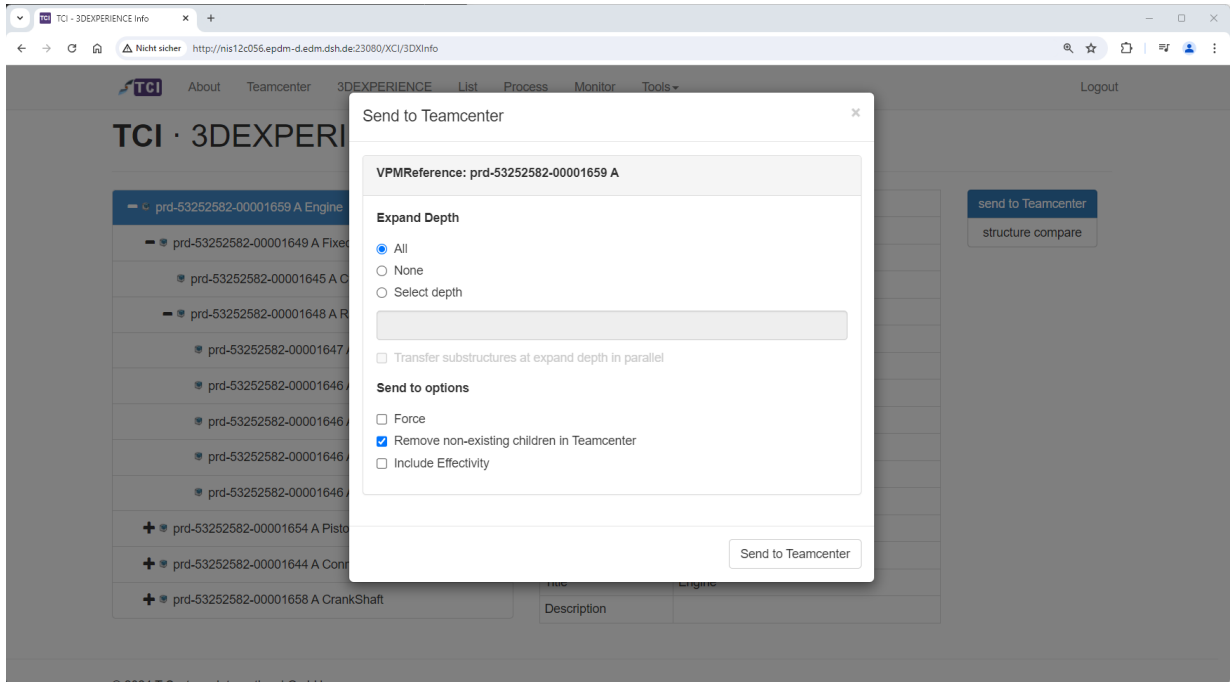 TCI - 3DEXPERIENCE Info
Nicht sicher http://nis12c056.epdm-d.edm.dsh.de:23080/XCI/3DXInfo
TCI About Teamcenter 3DEXPERIENCE List Process Monitor Tools Logout
TCI · 3DEXPERI
Send to Teamcenter ×
VPMReference: prd-53252582-00001659 A
Expand Depth
All
None
Select depth
Transfer substructures at expand depth in parallel
Send to options
Force
Remove non-existing children in Teamcenter
Include Effectivity
Send to Teamcenter
prd-53252582-00001659 A Engine
prd-53252582-00001649 A Fixed
prd-53252582-00001645 A C
prd-53252582-00001648 A R
prd-53252582-00001647 A
prd-53252582-00001646 A
prd-53252582-00001646 A
prd-53252582-00001646 A
prd-53252582-00001646 A
prd-53252582-00001654 A Pisto
prd-53252582-00001644 A Conr
prd-53252582-00001658 A CrankShaft
Title Engine
Description
send to Teamcenter
structure compare